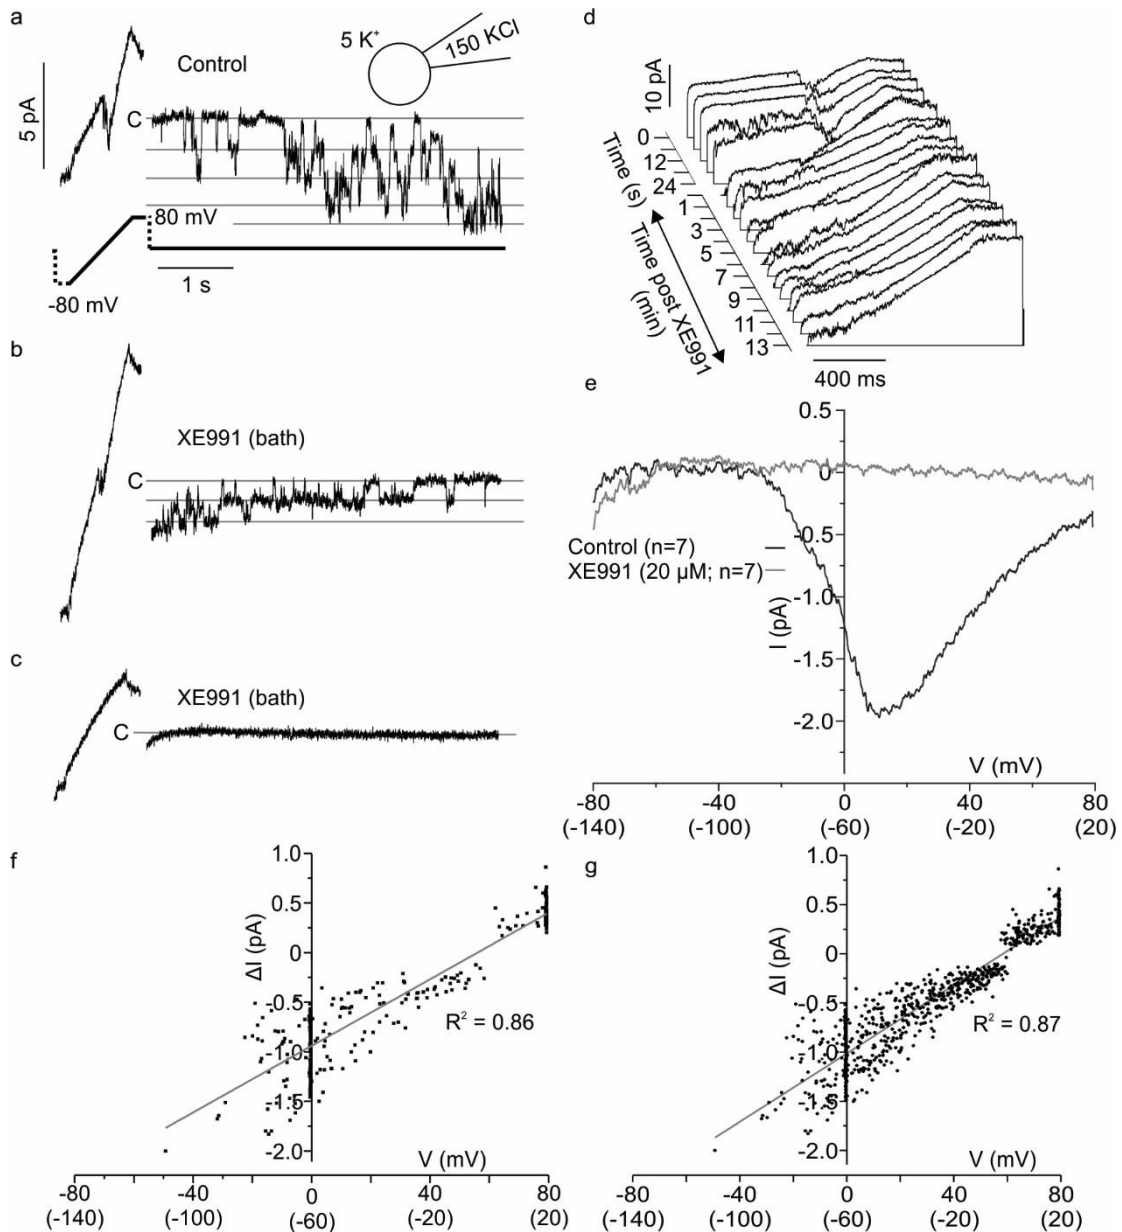 a
Control
5 K⁺
150 KCl
5 pA
C
80 mV
-80 mV
1 s
b
XE991 (bath)
C
c
XE991 (bath)
C
d
10 pA
Time (s)
0
12
24
1
3
5
7
9
11
13
Time post XE991
(min)
400 ms
e
0.5
0
-0.5
-1.0
-1.5
-2.0
I (pA)
Control (n=7)
XE991 (20 µM; n=7)
V (mV)
-80 -40 0 40 80
(-140) (-100) (-60) (-20) (20)
f
1.0
0.5
0
-0.5
-1.0
-1.5
-2.0
ΔI (pA)
R² = 0.86
V (mV)
-80 -40 0 40 80
(-140) (-100) (-60) (-20) (20)
g
1.0
0.5
0
-0.5
-1.0
-1.5
-2.0
ΔI (pA)
R² = 0.87
V (mV)
-80 -40 0 40 80
(-140) (-100) (-60) (-20) (20)